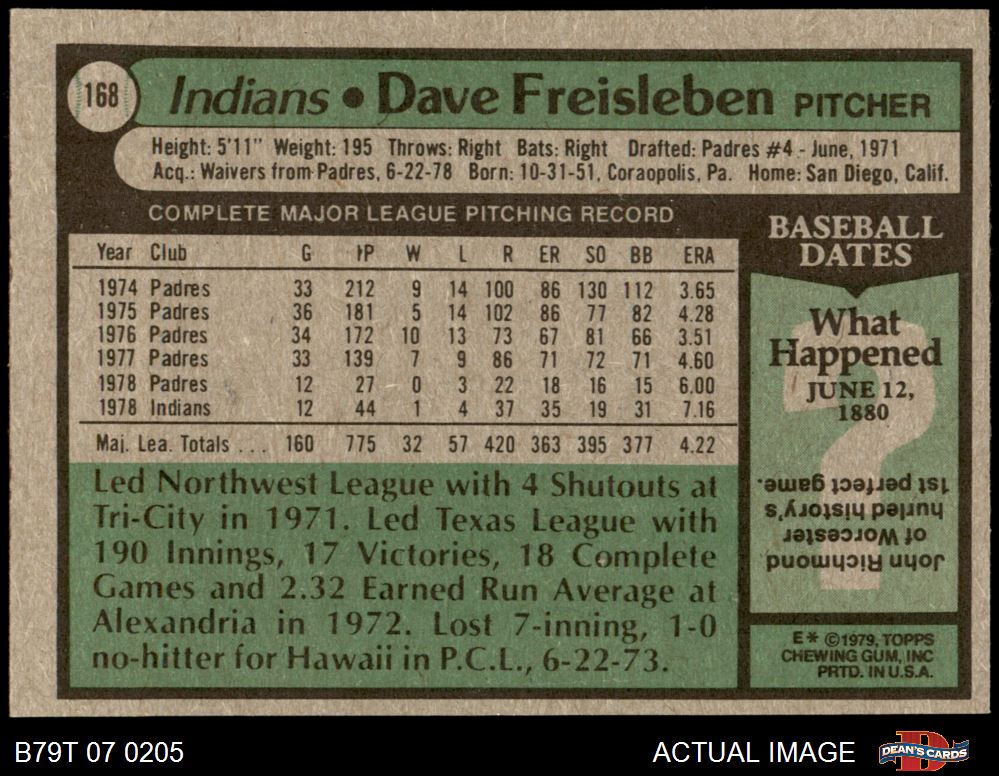 168
Indians • Dave Freisleben PITCHER
Height: 5'11" Weight: 195 Throws: Right Bats: Right Drafted: Padres #4 - June, 1971
Acq.: Waivers from Padres, 6-22-78 Born: 10-31-51, Coraopolis, Pa. Home: San Diego, Calif.
COMPLETE MAJOR LEAGUE PITCHING RECORD
Year Club G IP W L R ER SO BB ERA
1974 Padres 33 212 9 14 100 86 130 112 3.65
1975 Padres 36 181 5 14 102 86 77 82 4.28
1976 Padres 34 172 10 13 73 67 81 66 3.51
1977 Padres 33 139 7 9 86 71 72 71 4.60
1978 Padres 12 27 0 3 22 18 16 15 6.00
1978 Indians 12 44 1 4 37 35 19 31 7.16
Maj. Lea. Totals . . . 160 775 32 57 420 363 395 377 4.22
Led Northwest League with 4 Shutouts at
Tri-City in 1971. Led Texas League with
190 Innings, 17 Victories, 18 Complete
Games and 2.32 Earned Run Average at
Alexandria in 1972. Lost 7-inning, 1-0
no-hitter for Hawaii in P.C.L., 6-22-73.
BASEBALL
DATES
What
Happened
JUNE 12,
1880
?
John Richmond
of Worcester
hurled history's
1st perfect game.
E* ©1979, TOPPS
CHEWING GUM, INC
PRTD. IN U.S.A.
B79T 07 0205
ACTUAL IMAGE
D
DEAN'S CARDS